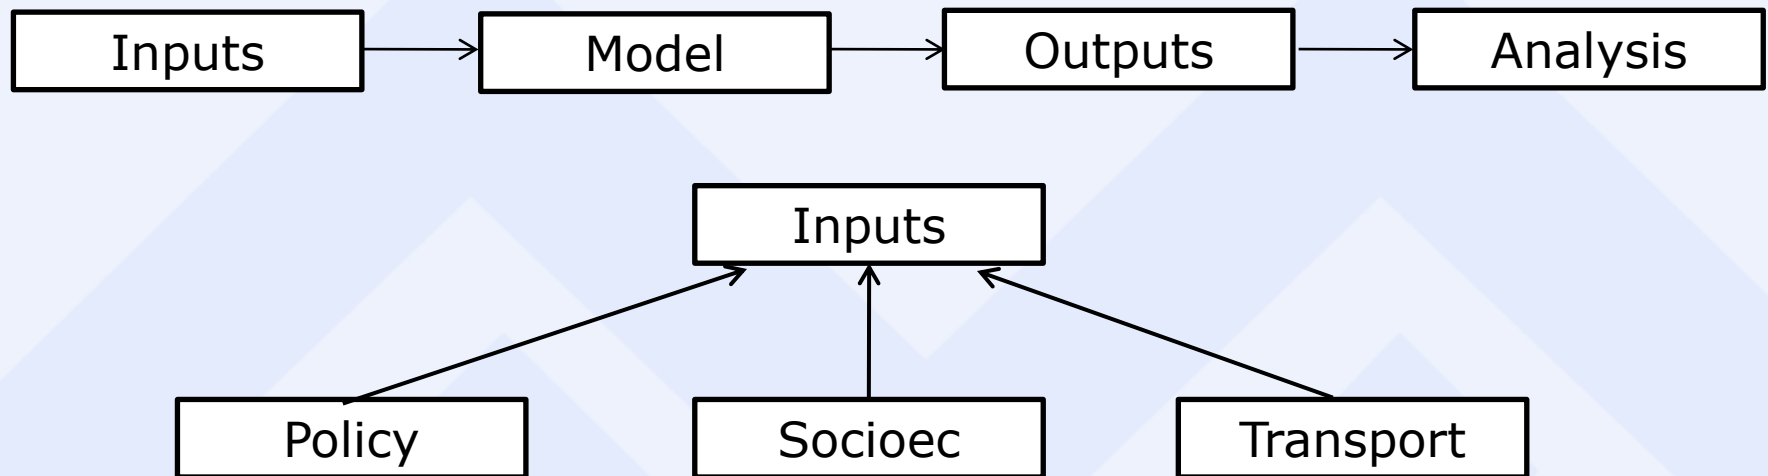 Inputs
Model
Outputs
Analysis
Inputs
Policy
Socioec
Transport